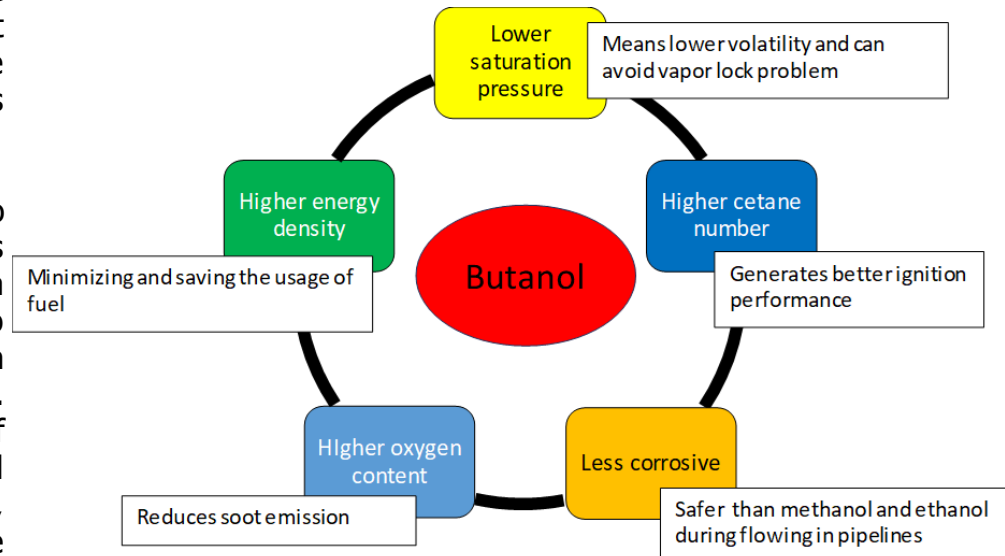 Lower
saturation
pressure
Means lower volatility and can
avoid vapor lock problem
Higher energy
density
Minimizing and saving the usage of
fuel
Butanol
Higher cetane
number
Generates better ignition
performance
HIgher oxygen
content
Reduces soot emission
Less corrosive
Safer than methanol and ethanol
during flowing in pipelines